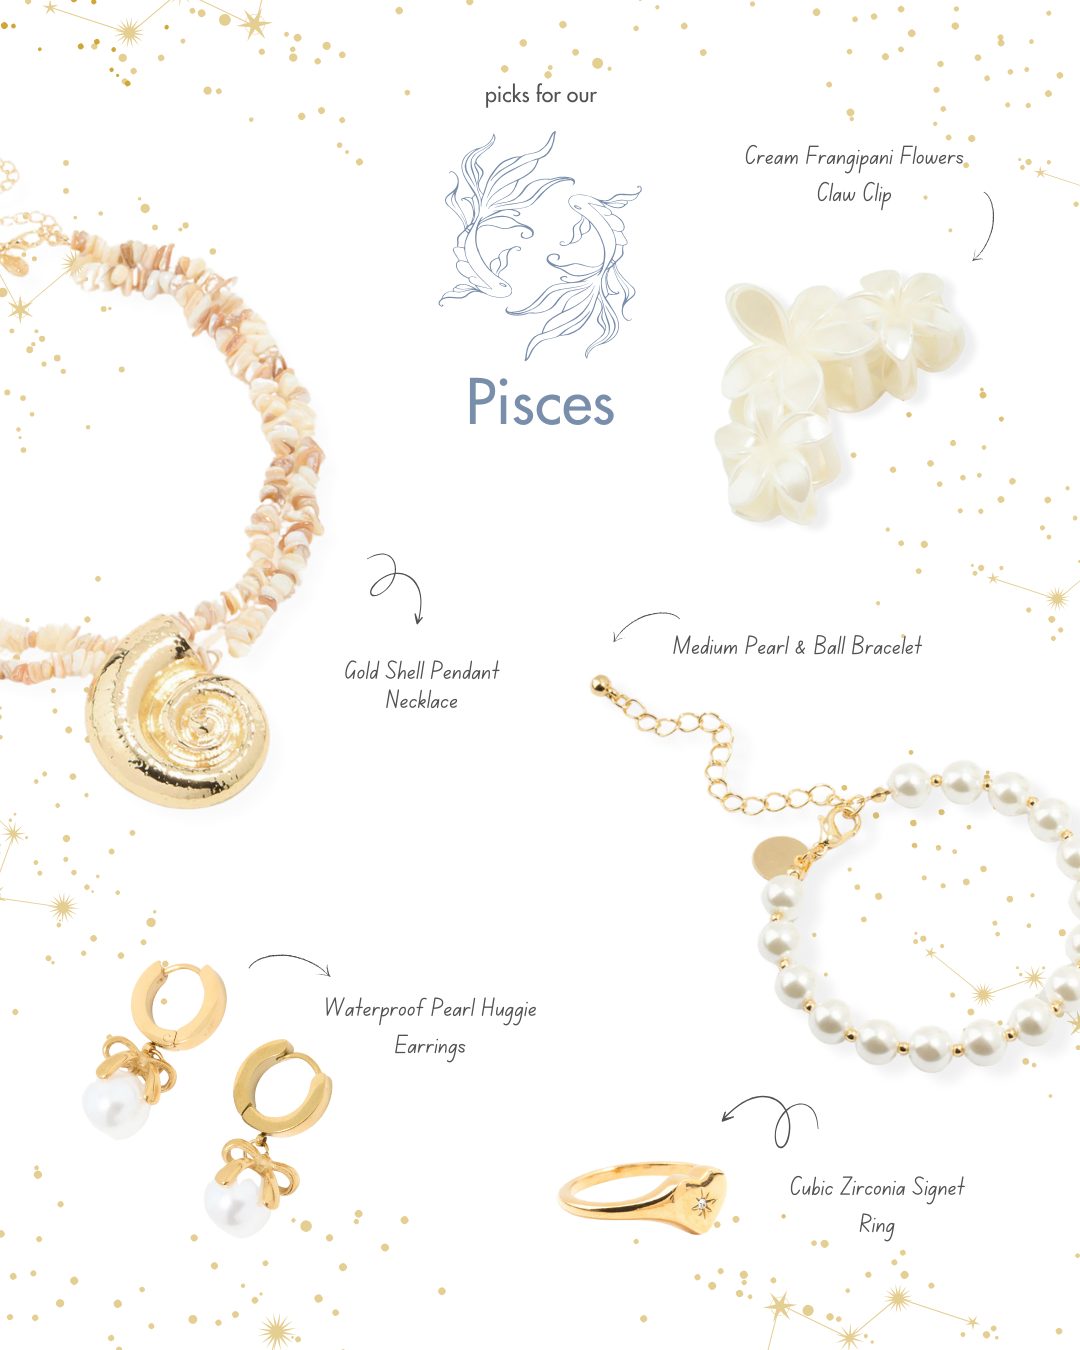 picks for our
Pisces
Cream Frangipani Flowers
Claw Clip
Gold Shell Pendant
Necklace
Medium Pearl & Ball Bracelet
Waterproof Pearl Huggie
Earrings
Cubic Zirconia Signet
Ring